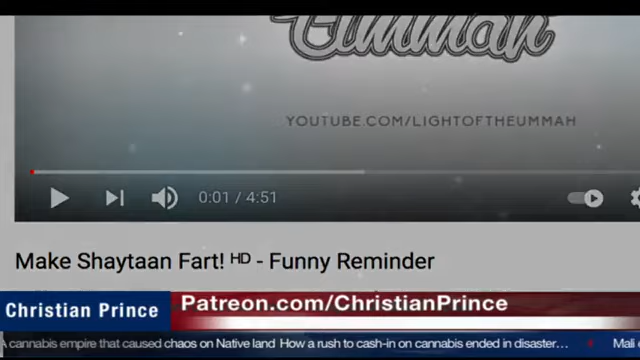 Ummah
YOUTUBE.COM/LIGHTOFTHEUMMAH
0:01 / 4:51
Make Shaytaan Fart! ᴴᴰ - Funny Reminder
Christian Prince
Patreon.com/ChristianPrince
A cannabis empire that caused chaos on Native land How a rush to cash-in on cannabis ended in disaster... Mali